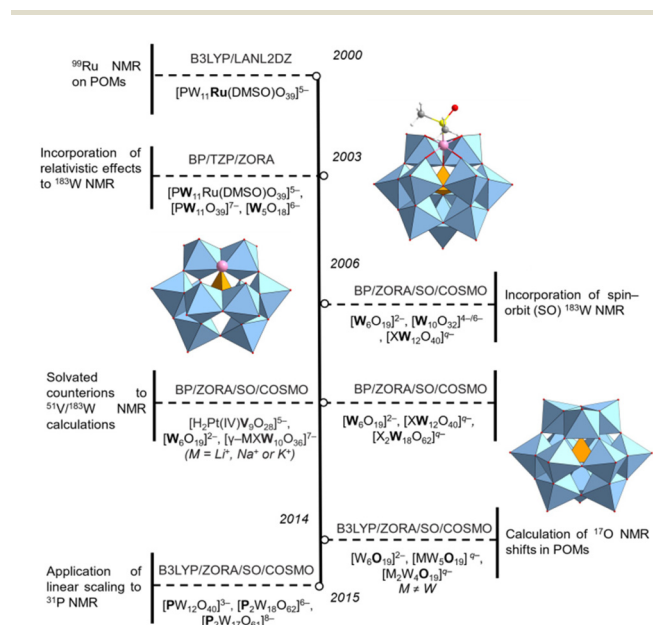 2000
⁹⁹Ru NMR
on POMs
B3LYP/LANL2DZ
[PW₁₁Ru(DMSO)O₃₉]⁵⁻
2003
Incorporation of
relativistic effects
to ¹⁸³W NMR
BP/TZP/ZORA
[PW₁₁Ru(DMSO)O₃₉]⁵⁻,
[PW₁₁O₃₉]⁷⁻, [W₅O₁₈]⁶⁻
2006
BP/ZORA/SO/COSMO
[W₆O₁₉]²⁻, [W₁₀O₃₂]⁴⁻/⁶⁻
, [XW₁₂O₄₀]q⁻
Incorporation of spin–
orbit (SO) ¹⁸³W NMR
Solvated
counterions to
⁵¹V/¹⁸³W NMR
calculations
BP/ZORA/SO/COSMO
[H₂Pt(IV)V₉O₂₈]⁵⁻,
[W₆O₁₉]²⁻, [γ–MXW₁₀O₃₆]⁷⁻
(M = Li⁺, Na⁺ or K⁺)
BP/ZORA/SO/COSMO
[W₆O₁₉]²⁻, [XW₁₂O₄₀]q⁻,
[X₂W₁₈O₆₂]q⁻
2014
B3LYP/ZORA/SO/COSMO
[W₆O₁₉]²⁻, [MW₅O₁₉] q⁻,
[M₂W₄O₁₉]q⁻
M ≠ W
Calculation of ¹⁷O NMR
shifts in POMs
Application of
linear scaling to
³¹P NMR
B3LYP/ZORA/SO/COSMO
[PW₁₂O₄₀]³⁻, [P₂W₁₈O₆₂]⁶⁻,
[P₂W₁₇O₆₁]⁸⁻
2015